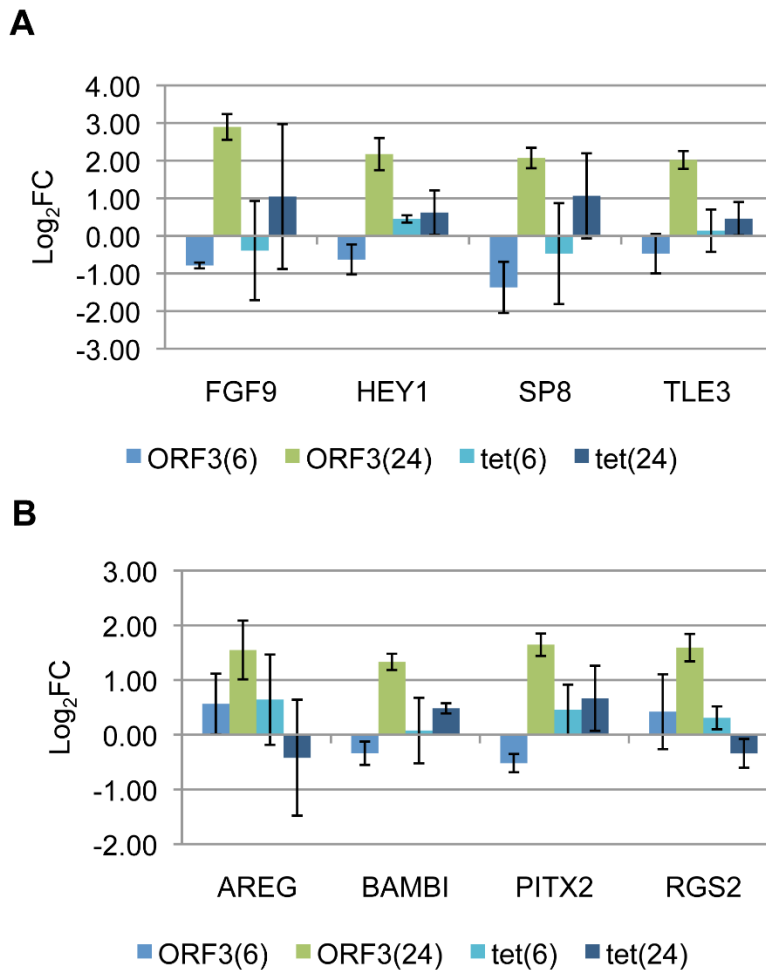 A
4.00
3.00
2.00
1.00
0.00
-1.00
-2.00
-3.00
Log₂FC
FGF9 HEY1 SP8 TLE3
ORF3(6) ORF3(24) tet(6) tet(24)
B
3.00
2.00
1.00
0.00
-1.00
-2.00
Log₂FC
AREG BAMBI PITX2 RGS2
ORF3(6) ORF3(24) tet(6) tet(24)